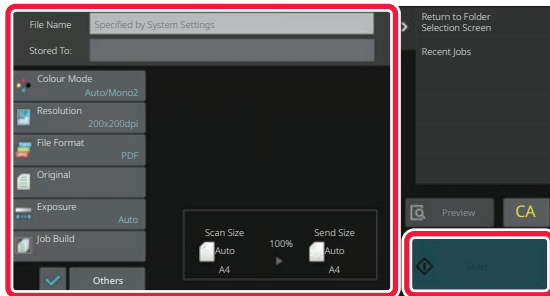 File Name
Specified by System Settings
Stored To:
Colour Mode
Auto/Mono2
Resolution
200x200dpi
File Format
PDF
Original
Exposure
Auto
Job Build
Others
Scan Size
Auto
A4
100%
Send Size
Auto
A4
Return to Folder
Selection Screen
Recent Jobs
Preview
CA
Start